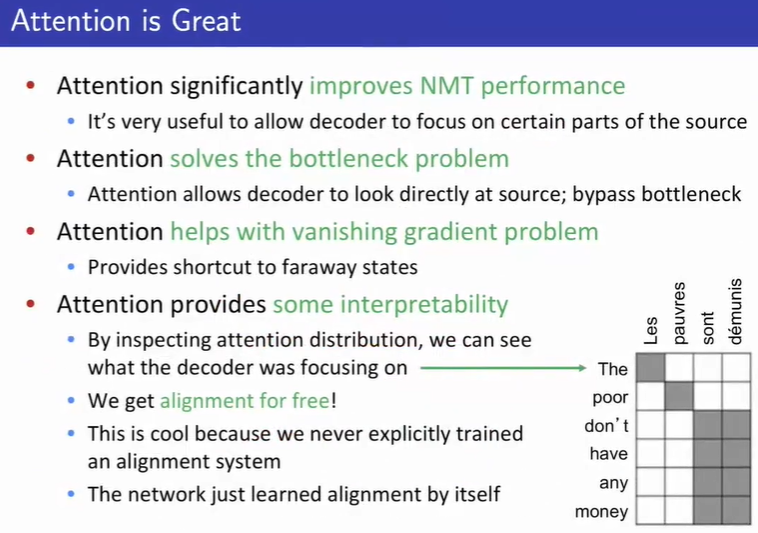 Attention is Great
• Attention significantly improves NMT performance
• It's very useful to allow decoder to focus on certain parts of the source
• Attention solves the bottleneck problem
• Attention allows decoder to look directly at source; bypass bottleneck
• Attention helps with vanishing gradient problem
• Provides shortcut to faraway states
• Attention provides some interpretability
• By inspecting attention distribution, we can see
what the decoder was focusing on
• We get alignment for free!
• This is cool because we never explicitly trained
an alignment system
• The network just learned alignment by itself
Les
pauvres
sont
démunis
The
poor
don't
have
any
money